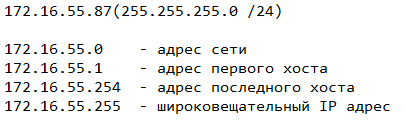 172.16.55.87(255.255.255.0 /24)
172.16.55.0 - адрес сети
172.16.55.1 - адрес первого хоста
172.16.55.254 - адрес последного хоста
172.16.55.255 - широковещательный IP адрес